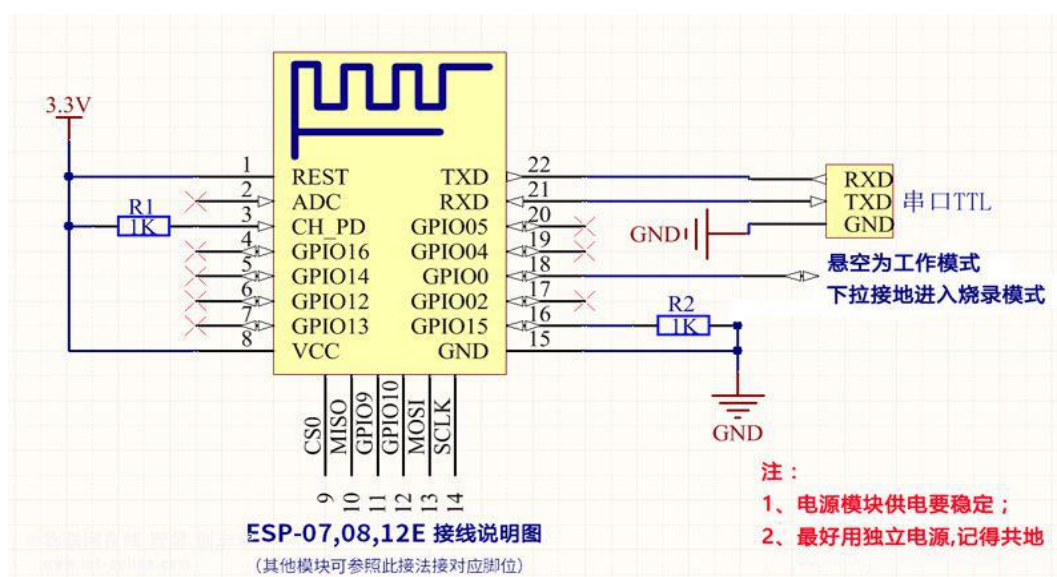 3.3V
R1
1K
1 REST
2 ADC
3 CH_PD
4 GPIO16
5 GPIO14
6 GPIO12
7 GPIO13
8 VCC
TXD 22
RXD 21
GPIO05 20
GPIO04 19
GPIO0 18
GPIO02 17
GPIO15 16
GND 15
CS0 9
MISO 10
GPIO9 11
GPIO10 12
MOSI 13
SCLK 14
RXD
TXD
GND
串口TTL
GND
悬空为工作模式
下拉接地进入烧录模式
R2
1K
GND
注：
1、电源模块供电要稳定；
2、最好用独立电源,记得共地
ESP-07,08,12E 接线说明图
（其他模块可参照此接法接对应脚位）